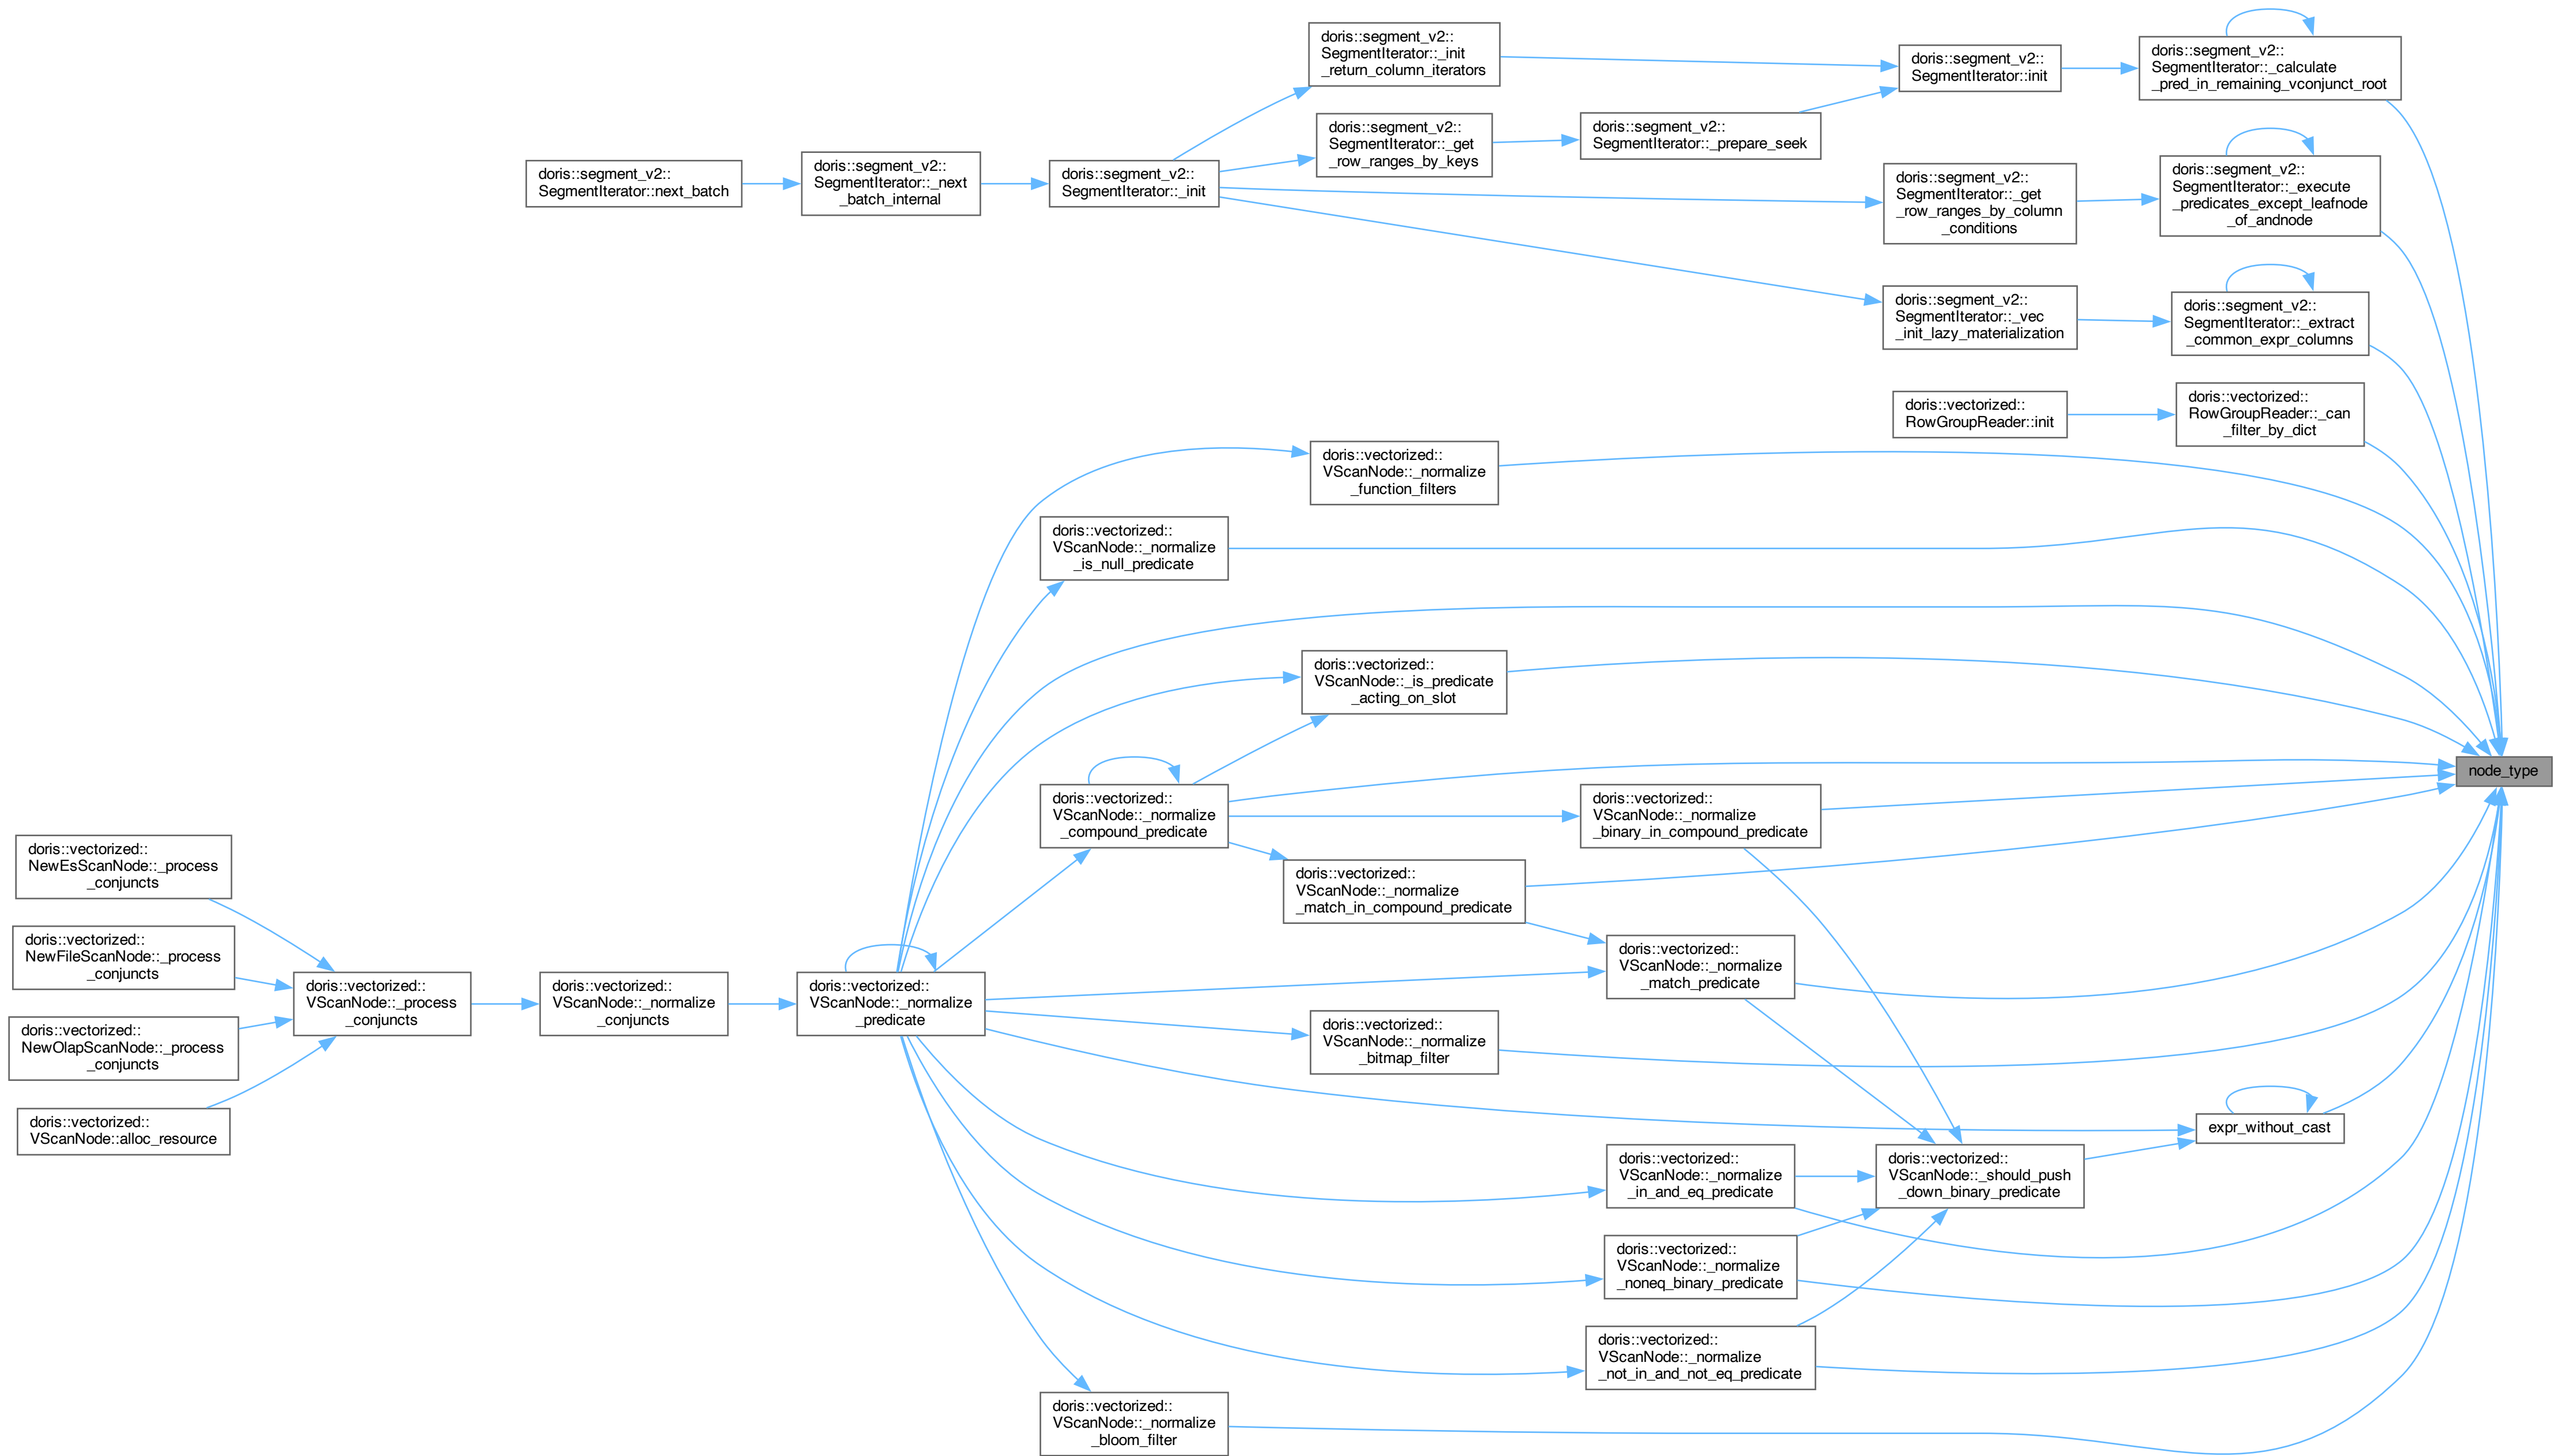 doris::segment_v2::
SegmentIterator::_init
_return_column_iterators
doris::segment_v2::
SegmentIterator::init
doris::segment_v2::
SegmentIterator::_calculate
_pred_in_remaining_vconjunct_root
doris::segment_v2::
SegmentIterator::_get
_row_ranges_by_keys
doris::segment_v2::
SegmentIterator::_prepare_seek
doris::segment_v2::
SegmentIterator::next_batch
doris::segment_v2::
SegmentIterator::_next
_batch_internal
doris::segment_v2::
SegmentIterator::_init
doris::segment_v2::
SegmentIterator::_get
_row_ranges_by_column
_conditions
doris::segment_v2::
SegmentIterator::_execute
_predicates_except_leafnode
_of_andnode
doris::segment_v2::
SegmentIterator::_vec
_init_lazy_materialization
doris::segment_v2::
SegmentIterator::_extract
_common_expr_columns
doris::vectorized::
RowGroupReader::init
doris::vectorized::
RowGroupReader::_can
_filter_by_dict
doris::vectorized::
VScanNode::_normalize
_function_filters
doris::vectorized::
VScanNode::_normalize
_is_null_predicate
doris::vectorized::
VScanNode::_is_predicate
_acting_on_slot
node_type
doris::vectorized::
VScanNode::_normalize
_compound_predicate
doris::vectorized::
VScanNode::_normalize
_binary_in_compound_predicate
doris::vectorized::
VScanNode::_normalize
_match_in_compound_predicate
doris::vectorized::
NewEsScanNode::_process
_conjuncts
doris::vectorized::
NewFileScanNode::_process
_conjuncts
doris::vectorized::
NewOlapScanNode::_process
_conjuncts
doris::vectorized::
VScanNode::alloc_resource
doris::vectorized::
VScanNode::_process
_conjuncts
doris::vectorized::
VScanNode::_normalize
_conjuncts
doris::vectorized::
VScanNode::_normalize
_predicate
doris::vectorized::
VScanNode::_normalize
_match_predicate
doris::vectorized::
VScanNode::_normalize
_bitmap_filter
expr_without_cast
doris::vectorized::
VScanNode::_normalize
_in_and_eq_predicate
doris::vectorized::
VScanNode::_should_push
_down_binary_predicate
doris::vectorized::
VScanNode::_normalize
_noneq_binary_predicate
doris::vectorized::
VScanNode::_normalize
_not_in_and_not_eq_predicate
doris::vectorized::
VScanNode::_normalize
_bloom_filter